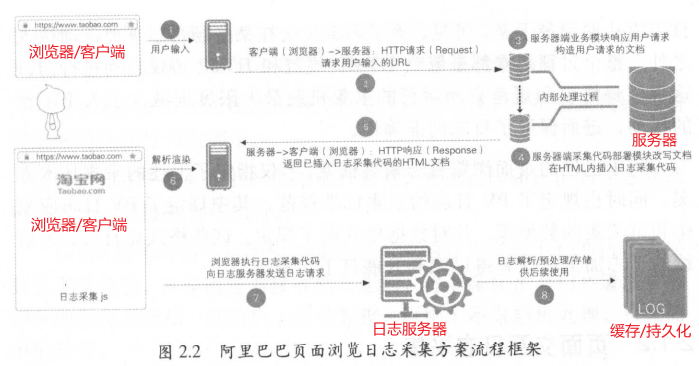 https://www.taobao.com
浏览器/客户端
1
用户输入
客户端(浏览器)->服务器:HTTP请求(Request)
请求用户输入的URL
2
3 服务器端业务模块响应用户请求
构造用户请求的文档
内部处理过程
服务器
5
服务器->客户端(浏览器):HTTP响应(Response)
返回已插入日志采集代码的HTML文档
4 服务器端采集代码部署模块改写文档
在HTML内插入日志采集代码
https://www.taobao.com
淘宝网
Taobao.com
浏览器/客户端
日志采集 js
解析渲染
6
浏览器执行日志采集代码
向日志服务器发送日志请求
7
日志服务器
日志解析/预处理/存储
供后续使用
8
LOG
缓存/持久化
图 2.2 阿里巴巴页面浏览日志采集方案流程框架